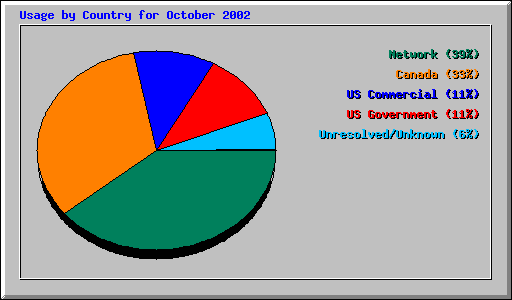 Usage by Country for October 2002
Network (39%)
Canada (33%)
US Commercial (11%)
US Government (11%)
Unresolved/Unknown (6%)